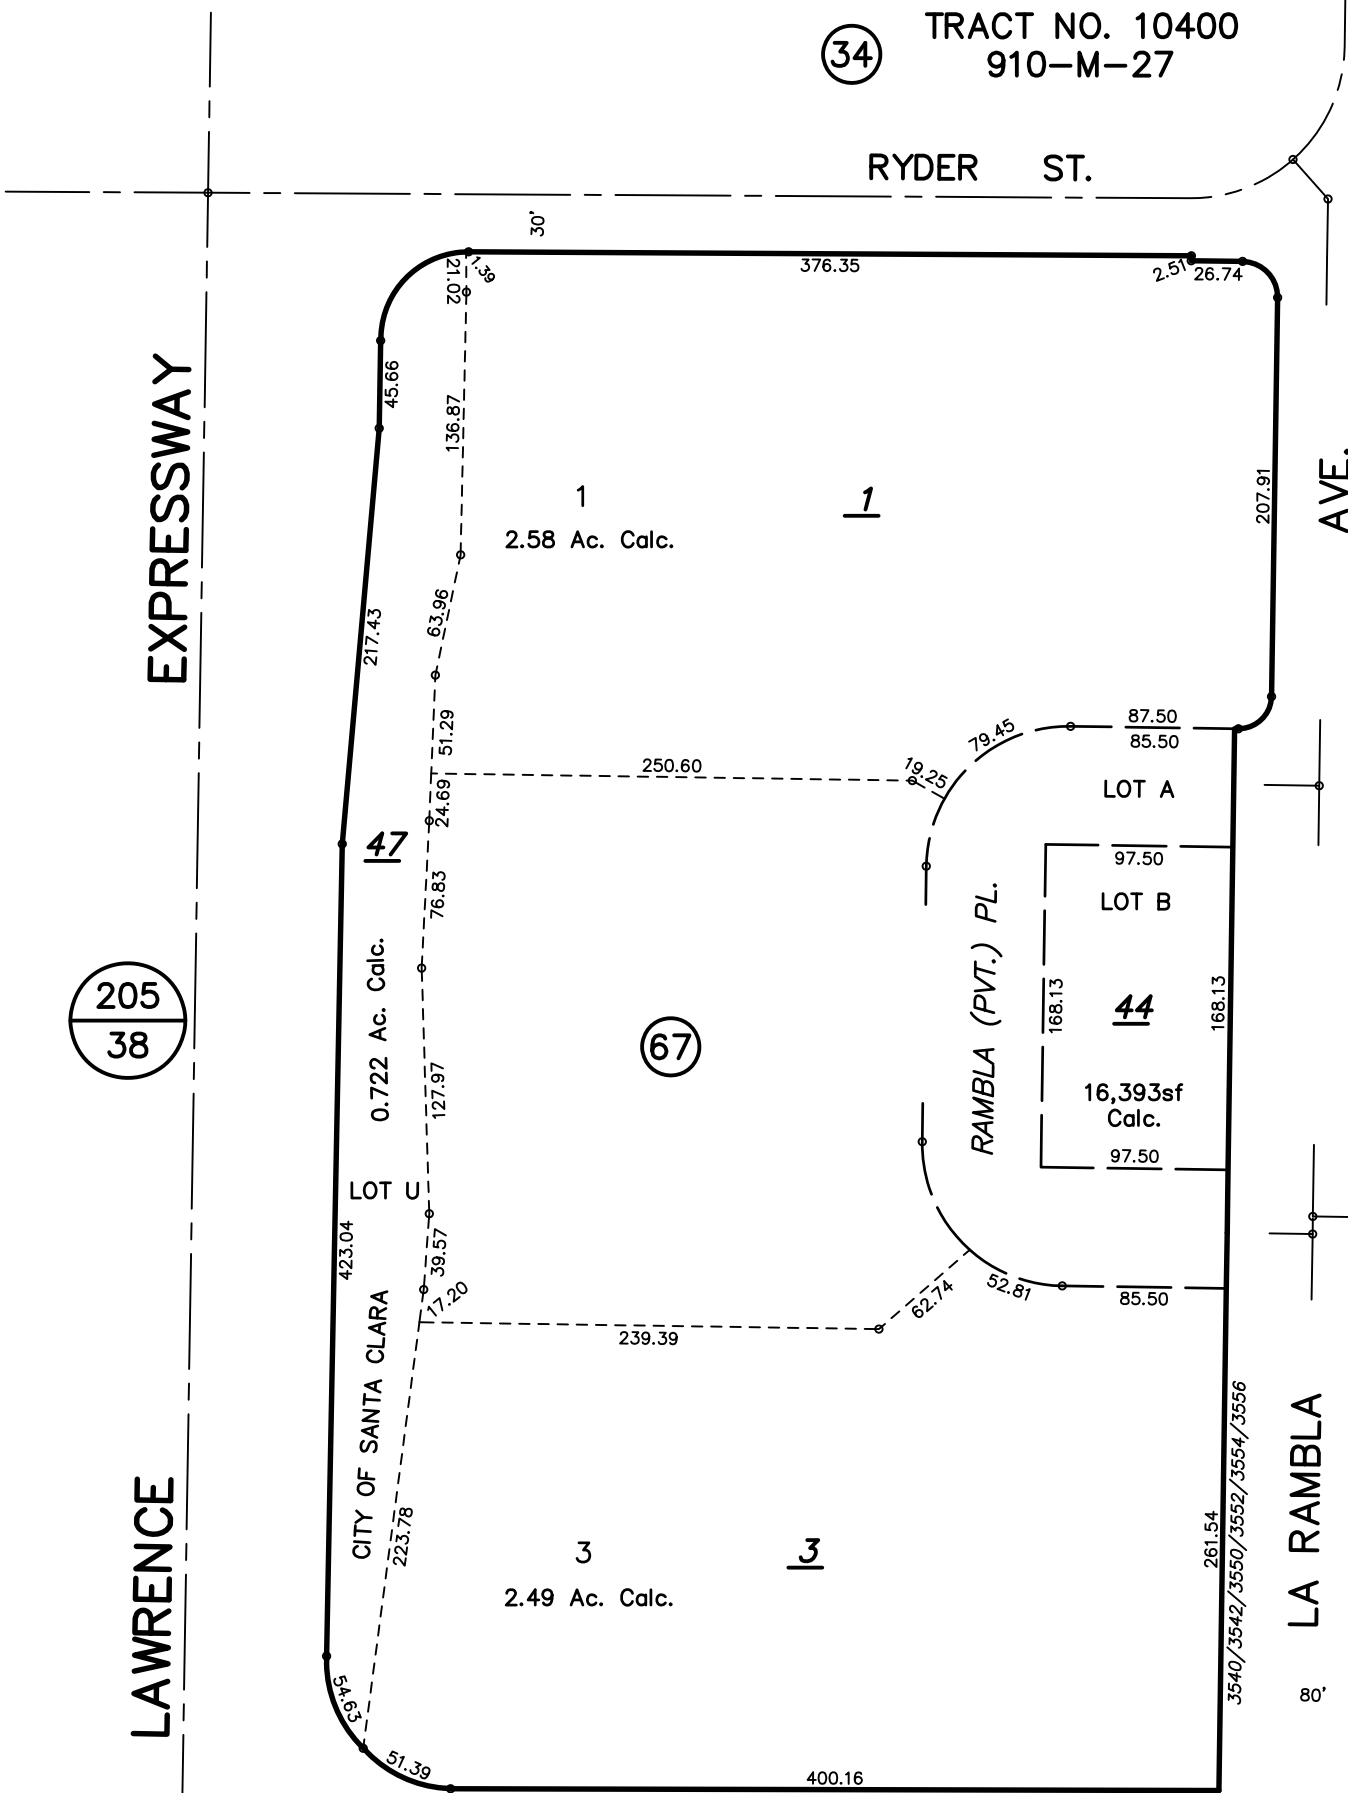 TRACT NO. 10400
34
910-M-27
RYDER ST.
30'
376.35
2.51
26.74
21.02
1.39
45.66
136.87
EXPRESSWAY
217.43
63.96
1
1
2.58 Ac. Calc.
207.91
AVE.
51.29
250.60
19.25
79.45
87.50
85.50
LOT A
24.69
47
97.50
LOT B
76.83
0.722 Ac. Calc.
RAMBLA (PVT.) PL.
168.13
168.13
44
205
38
67
16,393sf
Calc.
127.97
97.50
LOT U
423.04
39.57
17.20
62.74
52.81
85.50
239.39
CITY OF SANTA CLARA
223.78
3
3
2.49 Ac. Calc.
261.54
3540/3542/3550/3552/3554/3556
LA RAMBLA
80'
LAWRENCE
54.63
51.39
400.16